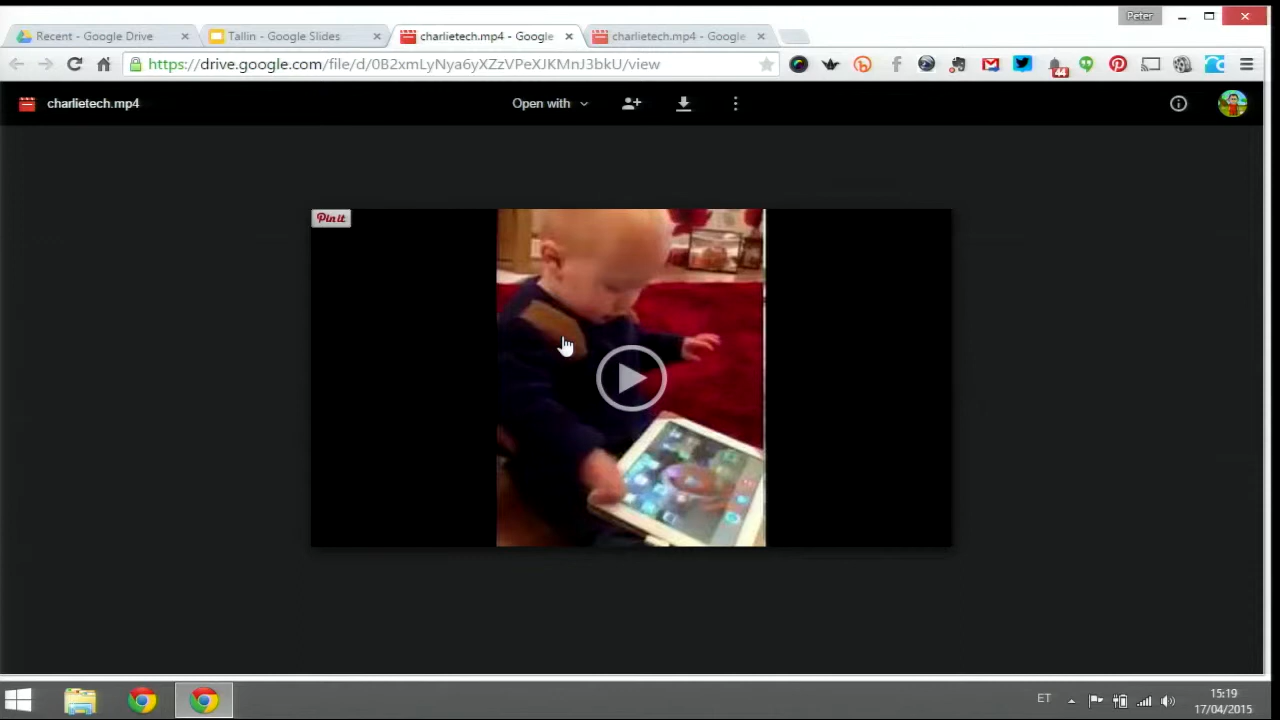 Peter
Recent - Google Drive
Tallin - Google Slides
charlietech.mp4 - Google
charlietech.mp4 - Google
https://drive.google.com/file/d/0B2xmLyNya6yXZzVPeXJKMnJ3bkU/view
44
charlietech.mp4
Open with
Pin it
ET
15:19
17/04/2015